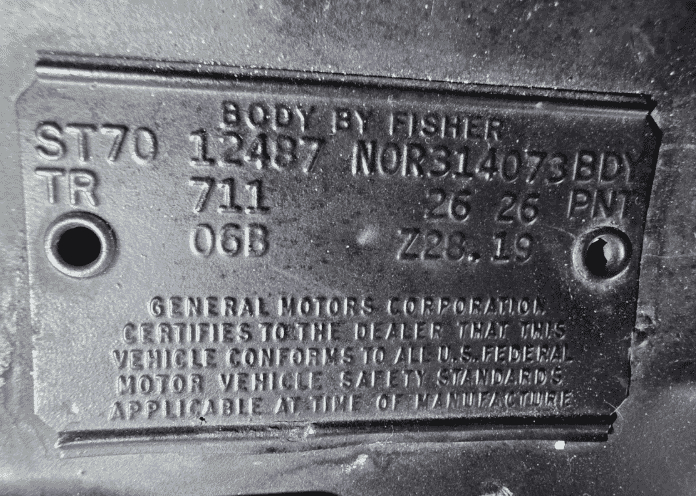 BODY BY FISHER
ST70 12487 NOR314073 BDY
TR 711 26 26 PNT
06B Z28.19
GENERAL MOTORS CORPORATION
CERTIFIES TO THE DEALER THAT THIS
VEHICLE CONFORMS TO ALL U.S. FEDERAL
MOTOR VEHICLE SAFETY STANDARDS
APPLICABLE AT TIME OF MANUFACTURE